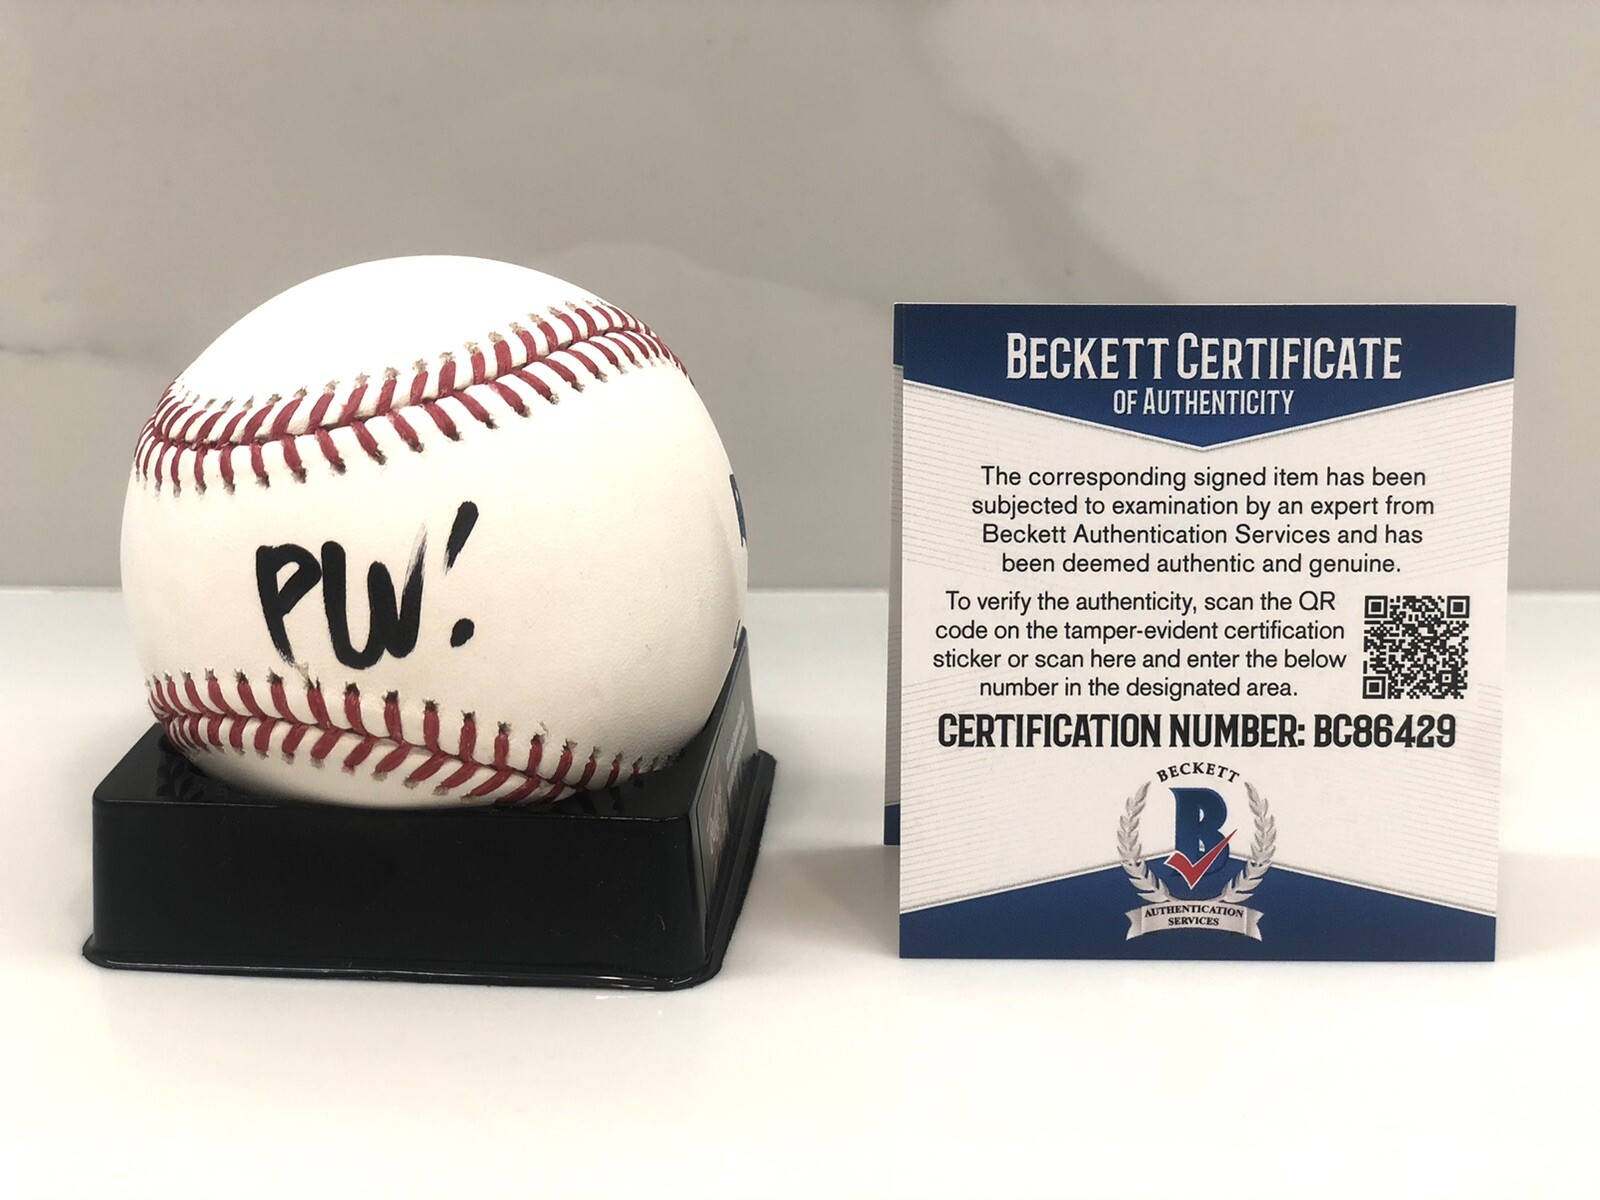 PW!
BECKETT CERTIFICATE
OF AUTHENTICITY
The corresponding signed item has been
subjected to examination by an expert from
Beckett Authentication Services and has
been deemed authentic and genuine.
To verify the authenticity, scan the QR
code on the tamper-evident certification
sticker or scan here and enter the below
number in the designated area.
CERTIFICATION NUMBER: BC86429
BECKETT
B
AUTHENTICATION
SERVICES